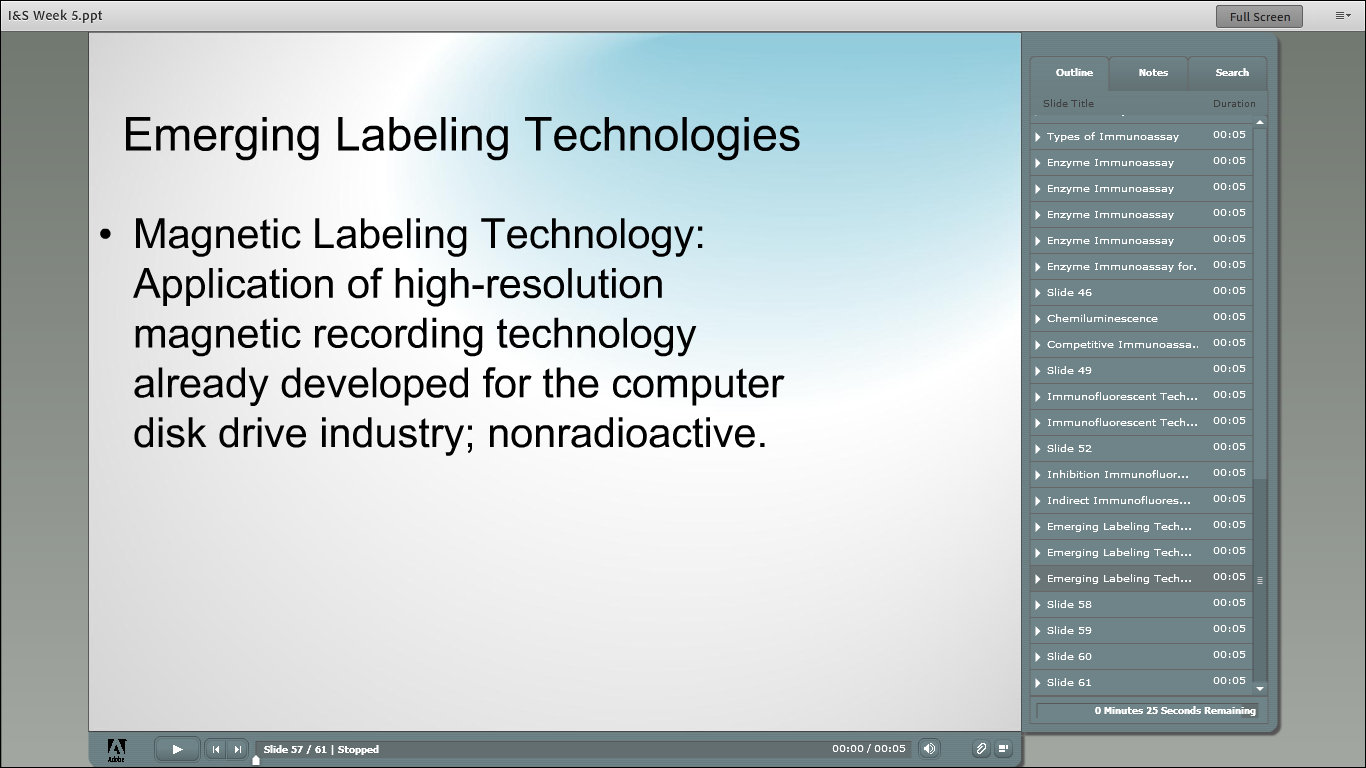 I&S Week 5.ppt
Full Screen
Emerging Labeling Technologies
• Magnetic Labeling Technology:
Application of high-resolution
magnetic recording technology
already developed for the computer
disk drive industry; nonradioactive.
Outline Notes Search
Slide Title Duration
Types of Immunoassay 00:05
Enzyme Immunoassay 00:05
Enzyme Immunoassay 00:05
Enzyme Immunoassay 00:05
Enzyme Immunoassay 00:05
Enzyme Immunoassay for. 00:05
Slide 46 00:05
Chemiluminescence 00:05
Competitive Immunoassa.. 00:05
Slide 49 00:05
Immunofluorescent Tech... 00:05
Immunofluorescent Tech... 00:05
Slide 52 00:05
Inhibition Immunofluor... 00:05
Indirect Immunofluores... 00:05
Emerging Labeling Tech... 00:05
Emerging Labeling Tech... 00:05
Emerging Labeling Tech... 00:05
Slide 58 00:05
Slide 59 00:05
Slide 60 00:05
Slide 61 00:05
0 Minutes 25 Seconds Remaining
Adobe
Slide 57 / 61 | Stopped
00:00 / 00:05